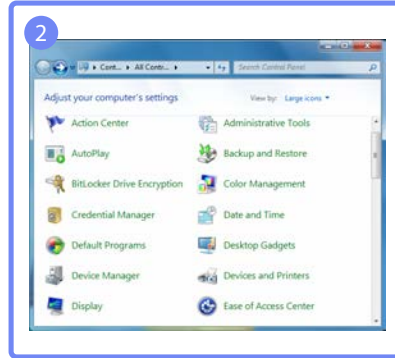 2
Cont... All Contr...
Search Control Panel
Adjust your computer's settings
View by: Large icons
Action Center
Administrative Tools
AutoPlay
Backup and Restore
BitLocker Drive Encryption
Color Management
Credential Manager
Date and Time
Default Programs
Desktop Gadgets
Device Manager
Devices and Printers
Display
Ease of Access Center